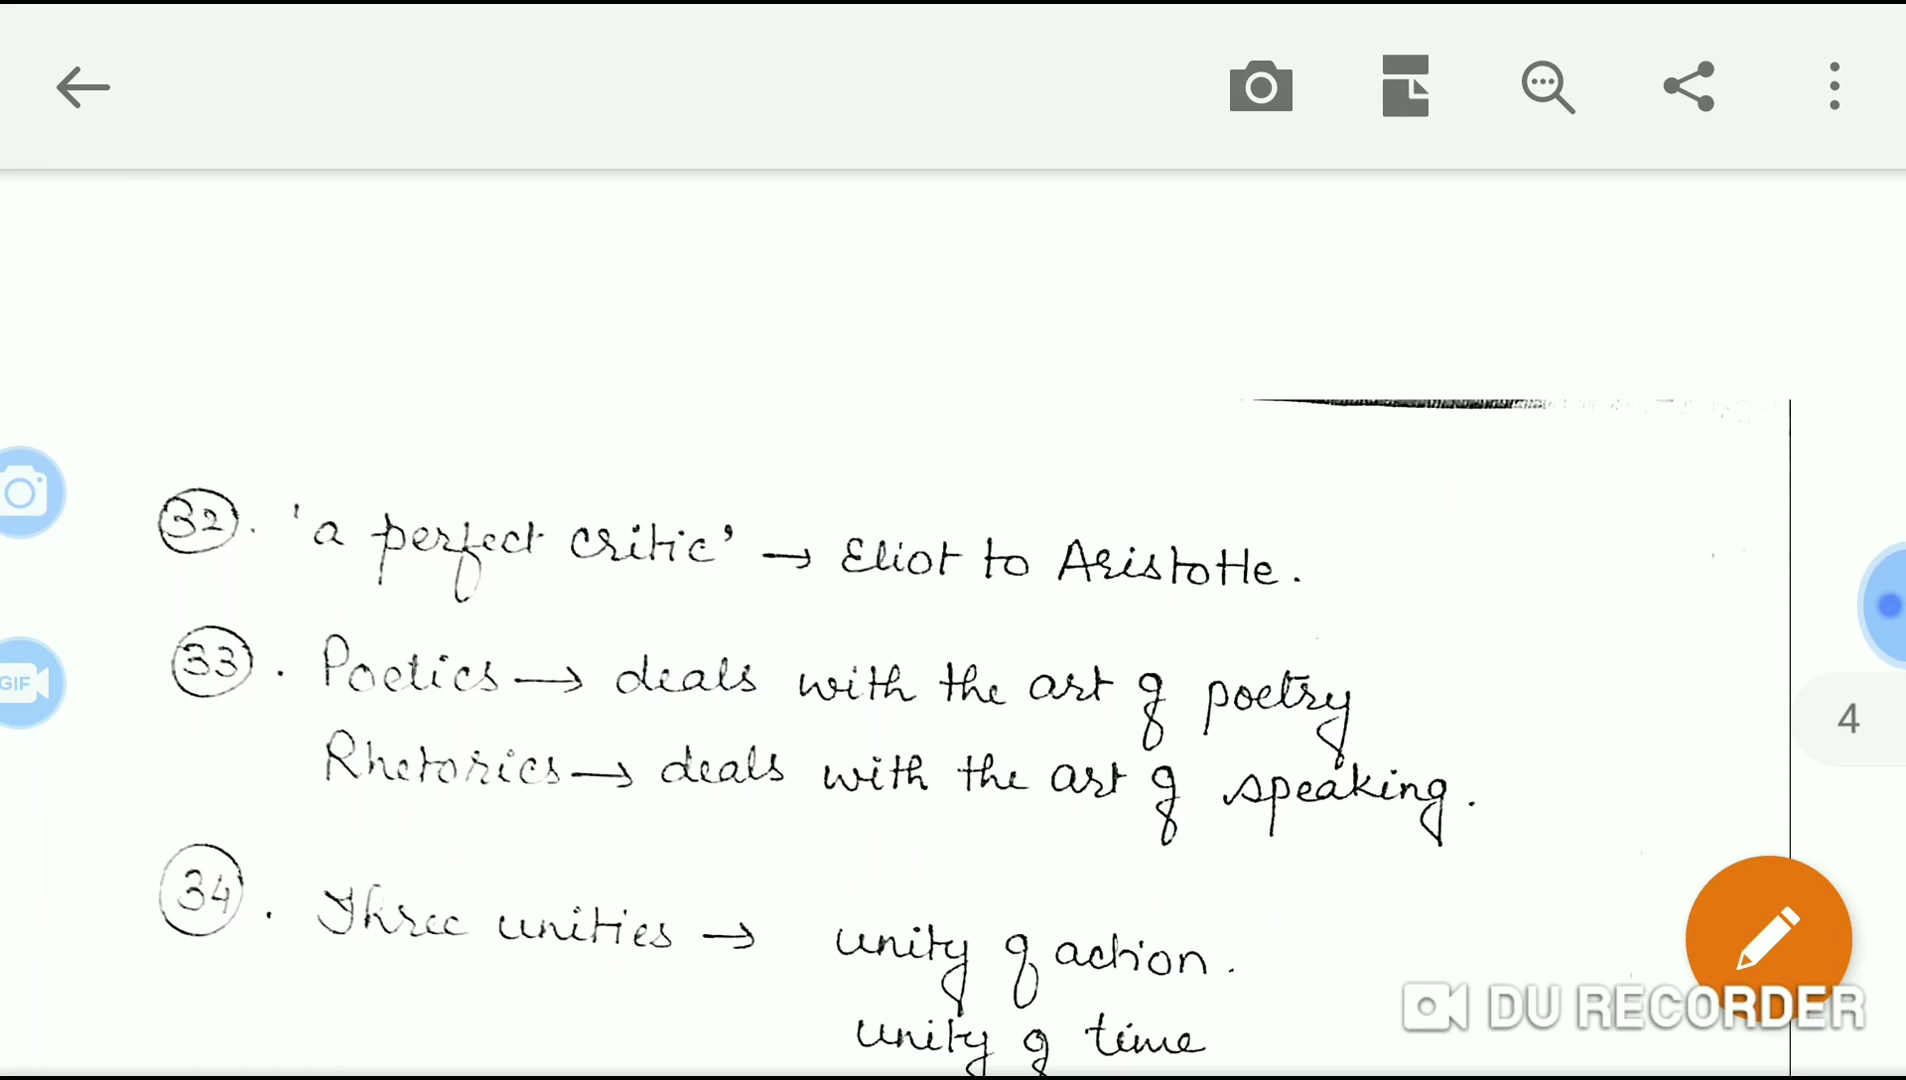 32. 'a perfect critic' → Eliot to Aristotle.
33. Poetics → deals with the art of poetry
Rhetorics → deals with the art of speaking.
34. Three unities → unity of action.
unity of time
4
GIF
DU RECORDER